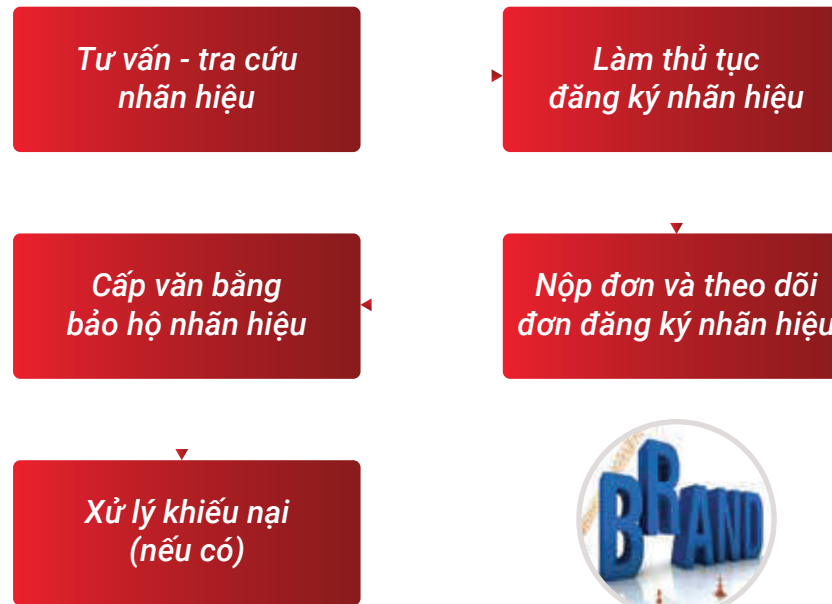 Tư vấn - tra cứu
nhãn hiệu
Làm thủ tục
đăng ký nhãn hiệu
Nộp đơn và theo dõi
đơn đăng ký nhãn hiệu
Cấp văn bằng
bảo hộ nhãn hiệu
Xử lý khiếu nại
(nếu có)
BRAND